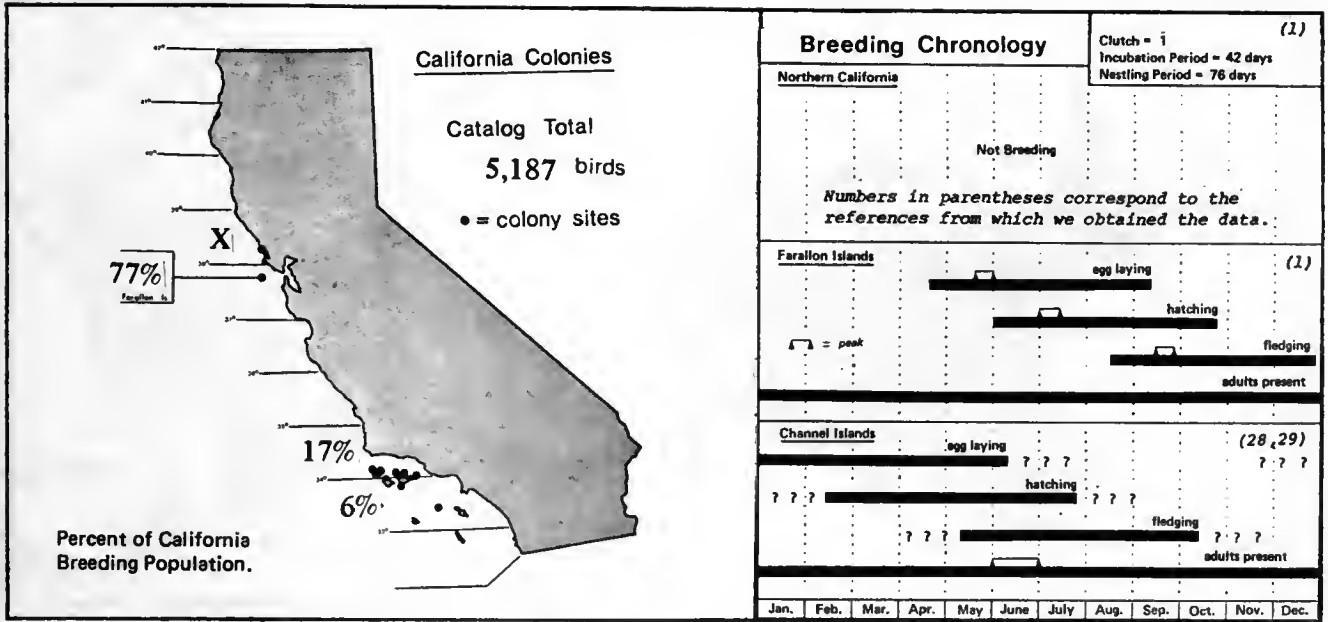 California Colonies
Catalog Total
5,187 birds
● = colony sites
X
77%
Farallon Is
17%
6%
Percent of California
Breeding Population.
Breeding Chronology
(1)
Clutch = 1
Incubation Period = 42 days
Nestling Period = 76 days
Northern California
Not Breeding
Numbers in parentheses correspond to the
references from which we obtained the data.
Farallon Islands
(1)
egg laying
hatching
= peak
fledging
adults present
Channel Islands
(28,29)
egg laying
? ? ?
? ? ?
hatching
? ? ?
? ? ?
fledging
? ? ?
? ? ?
adults present
Jan. Feb. Mar. Apr. May June July Aug. Sep. Oct. Nov. Dec.